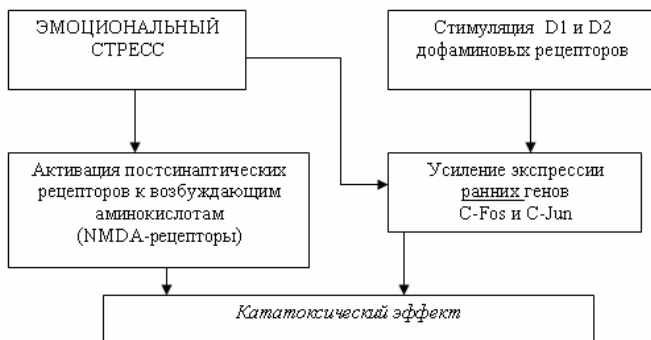 ЭМОЦИОНАЛЬНЫЙ
СТРЕСС
Стимуляция D1 и D2
дофаминовых рецепторов
Активация постсинаптических
рецепторов к возбуждающим
аминокислотам
(NMDA-рецепторы)
Усиление экспрессии
ранних генов
C-Fos и C-Jun
Кататоксический эффект